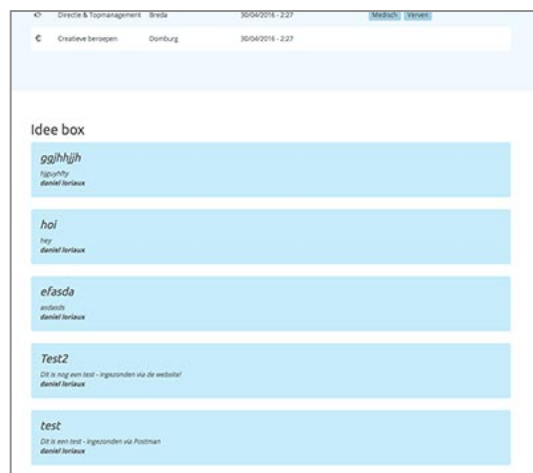 Directie & Topmanagement Breda 30/04/2016 - 2:27 Medisch Verven
€ Creatieve beroepen Domburg 30/04/2016 - 2:27
Idee box
ggjhhjjh
daniel loriaux
hoi
hey
daniel loriaux
efasda
asdasds
daniel loriaux
Test2
Dit is nog een test - ingezonden via de website!
daniel loriaux
test
Dit is een test - ingezonden via Postman
daniel loriaux